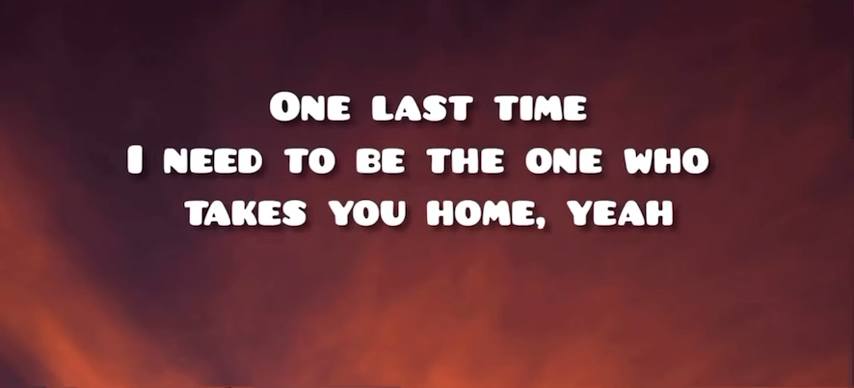 One last time
I need to be the one who
takes you home, yeah